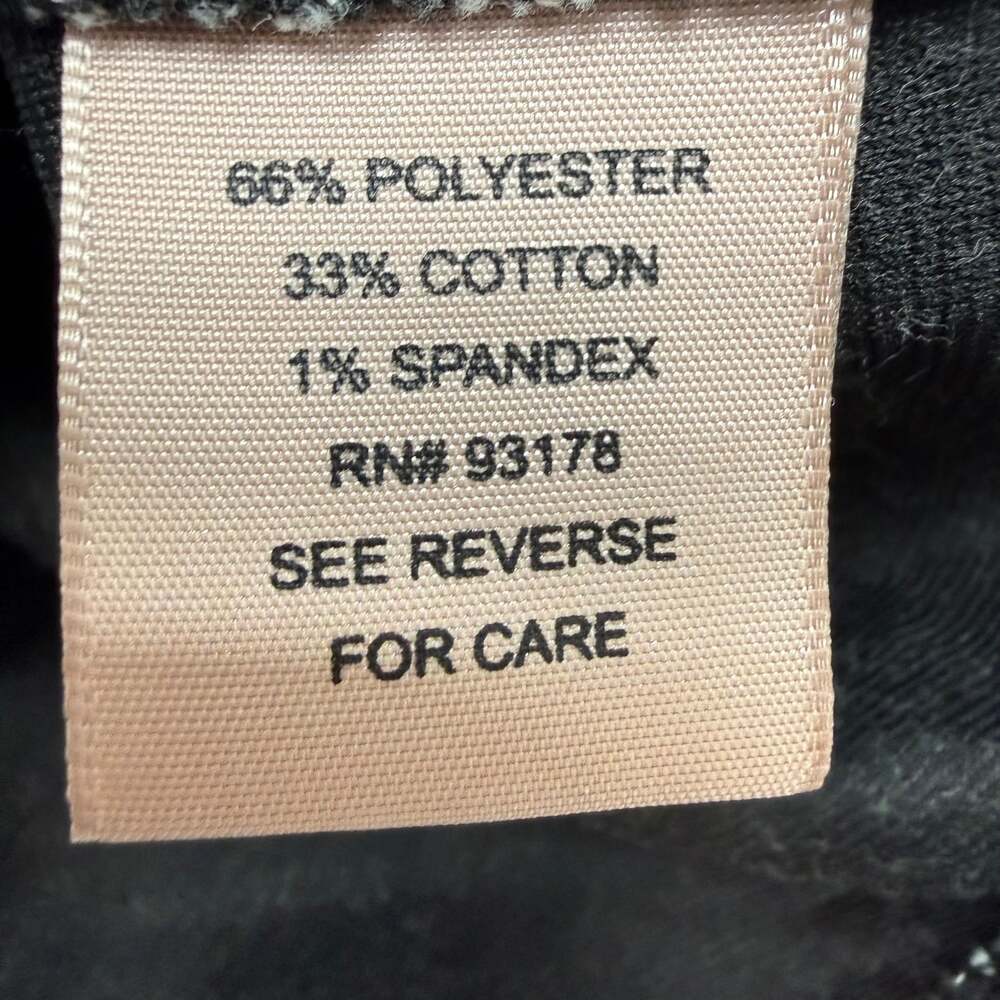 66% POLYESTER
33% COTTON
1% SPANDEX
RN# 93178
SEE REVERSE
FOR CARE